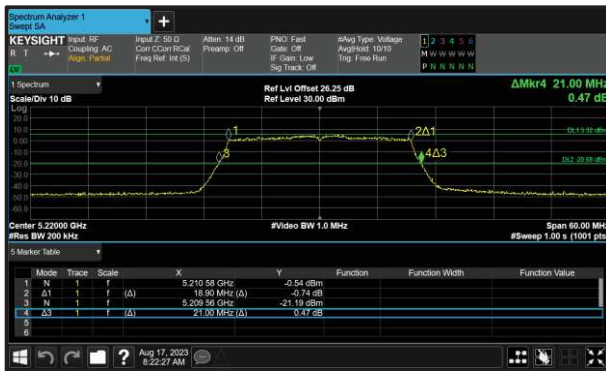 Spectrum Analyzer 1
Swept SA
KEYSIGHT
R T
Input: RF
Coupling: AC
Align: Partial
Input Z: 50 Ω
Corr CCorr RCal
Freq Ref: Int (S)
Atten: 14 dB
Preamp: Off
PNO: Fast
Gate: Off
IF Gain: Low
Sig Track: Off
#Avg Type: Voltage
Avg|Hold: 10/10
Trig: Free Run
1 2 3 4 5 6
M W W W W W
P N N N N N
1 Spectrum
Scale/Div 10 dB
Ref Lvl Offset 26.25 dB
Ref Level 30.00 dBm
ΔMkr4 21.00 MHz
0.47 dB
Log
20.0
10.0
0.00
-10.0
-20.0
-30.0
-40.0
-50.0
-60.0
1
2Δ1
3
4Δ3
Center 5.22000 GHz
#Res BW 200 kHz
#Video BW 1.0 MHz
Span 60.00 MHz
#Sweep 1.00 s (1001 pts)
5 Marker Table
Mode Trace Scale X Y Function Function Width Function Value
1 N 1 f 5.210 58 GHz -0.54 dBm
2 Δ1 1 f (Δ) 18.90 MHz (Δ) -0.74 dB
3 N 1 f 5.209 56 GHz -21.19 dBm
4 Δ3 1 f (Δ) 21.00 MHz (Δ) 0.47 dB
5
6
?
Aug 17, 2023
8:22:27 AM